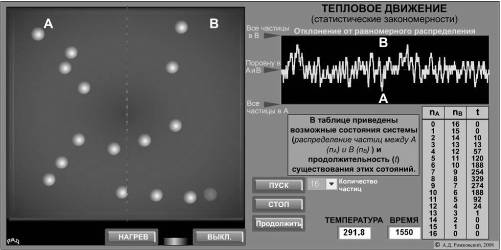 ТЕПЛОВОЕ ДВИЖЕНИЕ
(статистические закономерности)
A
B
Все частицы
в B
Отклонение от равномерного распределения
B
Поровну в
А и В
A
Все
частицы в А
В таблице приведены
возможные состояния системы
(распределение частиц между А
(nA) и В (nB) ) и
продолжительность (t)
существования этих сотояний.
nA nB t
0 16 0
1 15 0
2 14 10
3 13 13
4 12 57
5 11 120
6 10 188
7 9 254
8 8 329
9 7 274
10 6 188
11 5 92
12 4 24
13 3 1
14 2 0
15 1 0
16 0 0
ПУСК
16
Количество
частиц
СТОП
Продолжить
ТЕМПЕРАТУРА
ВРЕМЯ
291.8
1550
НАГРЕВ
ВЫКЛ.
РАД
© А.Д. Римковский, 2008